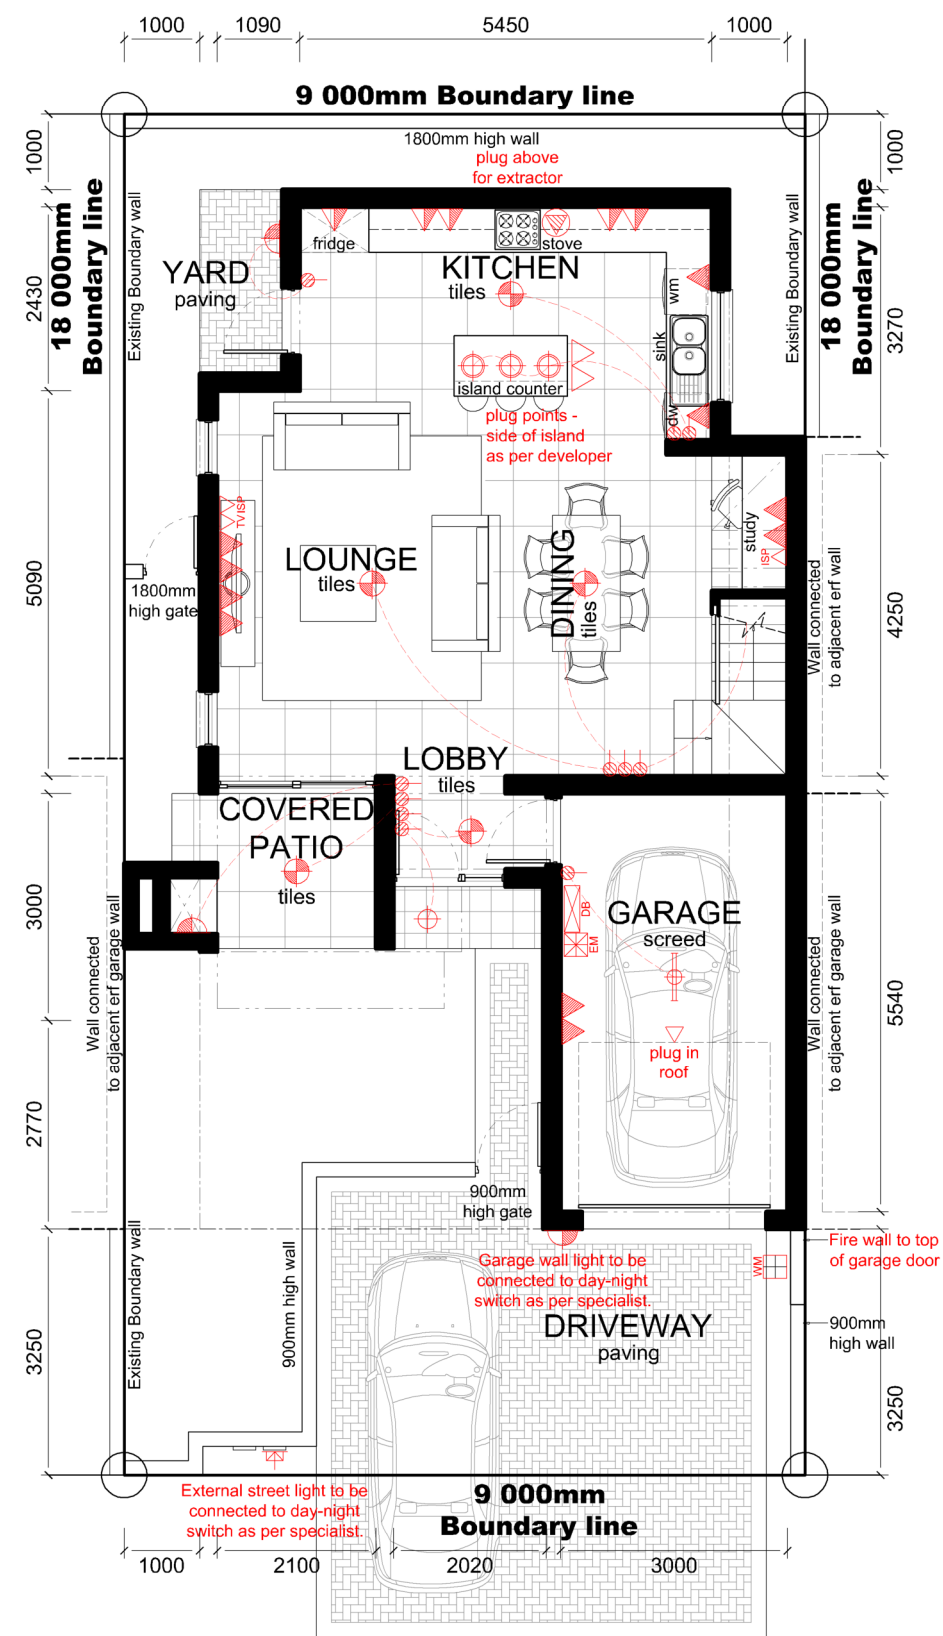 1000
1090
5450
1000
9 000mm Boundary line
1800mm high wall
plug above
for extractor
1000
1000
18 000mm
Boundary line
Existing Boundary wall
Existing Boundary wall
18 000mm
Boundary line
fridge
stove
YARD
paving
KITCHEN
tiles
wm
2430
3270
sink
island counter
dw
plug points -
side of island
as per developer
TV
ISP
study
ISP
LOUNGE
tiles
DINING
tiles
1800mm
high gate
5090
4250
Wall connected
to adjacent erf wall
LOBBY
tiles
COVERED
PATIO
tiles
3000
DB
EM
GARAGE
screed
Wall connected
to adjacent erf garage wall
Wall connected
to adjacent erf garage wall
5540
plug in
roof
2770
900mm
high gate
Existing Boundary wall
900mm high wall
Garage wall light to be
connected to day-night
switch as per specialist.
WM
Fire wall to top
of garage door
DRIVEWAY
paving
900mm
high wall
3250
3250
External street light to be
connected to day-night
switch as per specialist.
9 000mm
Boundary line
1000
2100
2020
3000